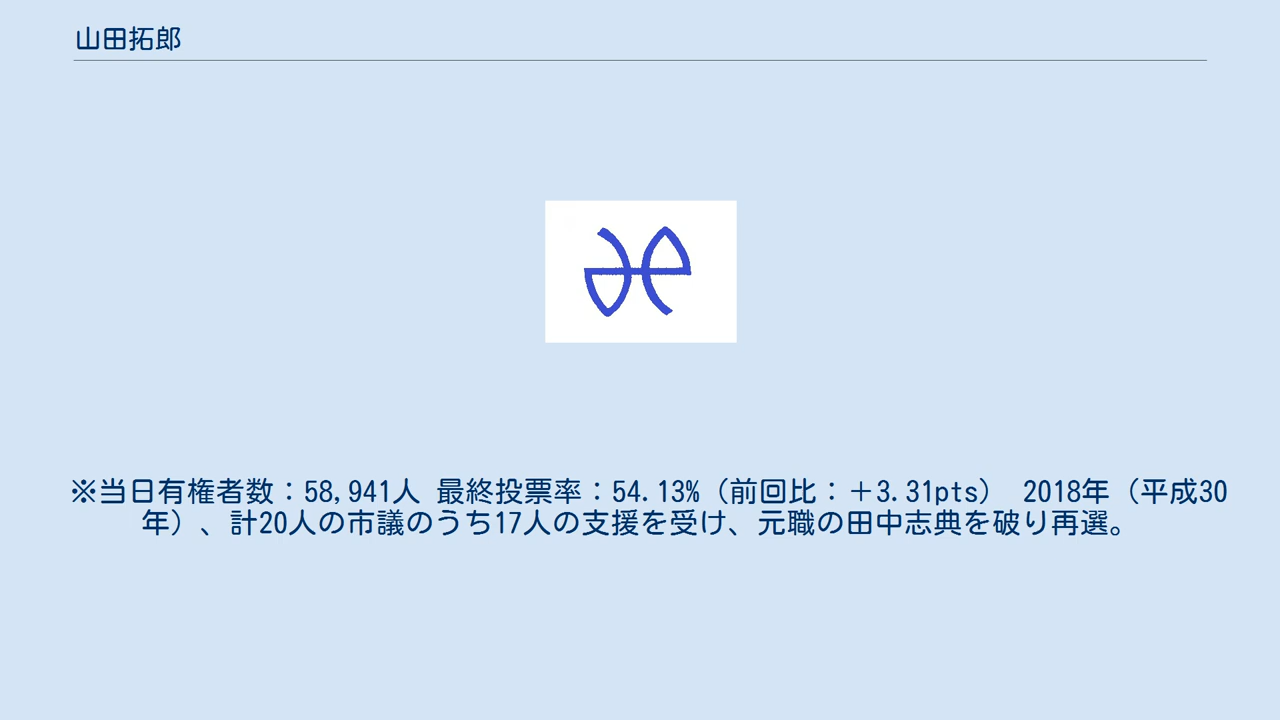 山田拓郎
※当日有権者数：58,941人 最終投票率：54.13%（前回比：＋3.31pts） 2018年（平成30
年）、計20人の市議のうち17人の支援を受け、元職の田中志典を破り再選。